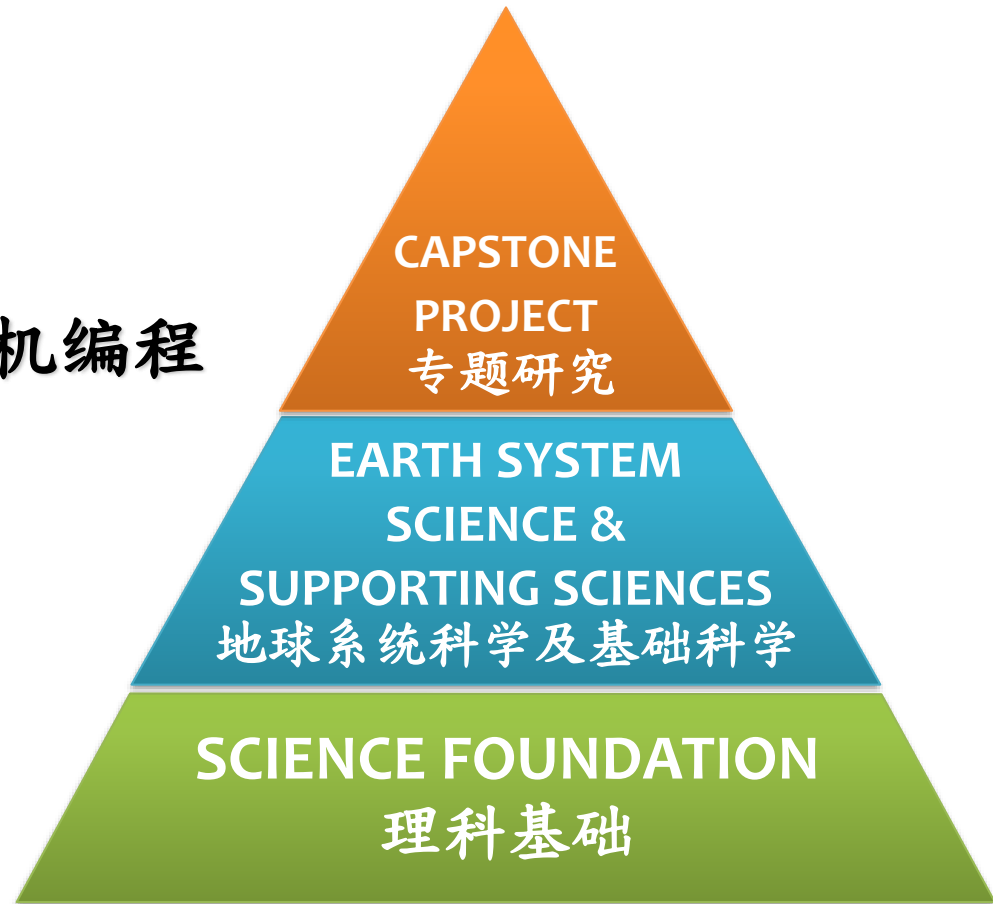 CAPSTONE
PROJECT
专题研究
机编程
EARTH SYSTEM
SCIENCE &
SUPPORTING SCIENCES
地球系统科学及基础科学
SCIENCE FOUNDATION
理科基础